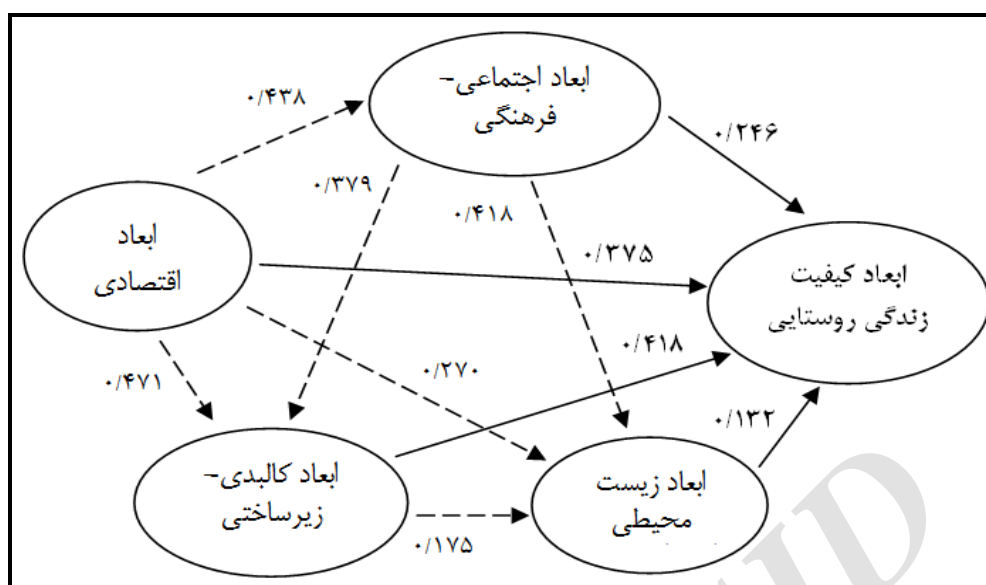 ابعاد اجتماعی-
فرهنگی
۰/۴۳۸
۰/۲۴۶
۰/۳۷۹
۰/۴۱۸
ابعاد
اقتصادی
۰/۳۷۵
ابعاد کیفیت
زندگی روستایی
۰/۴۱۸
۰/۲۷۰
۰/۴۷۱
۰/۱۳۲
ابعاد کالبدی-
زیرساختی
ابعاد زیست
محیطی
۰/۱۷۵